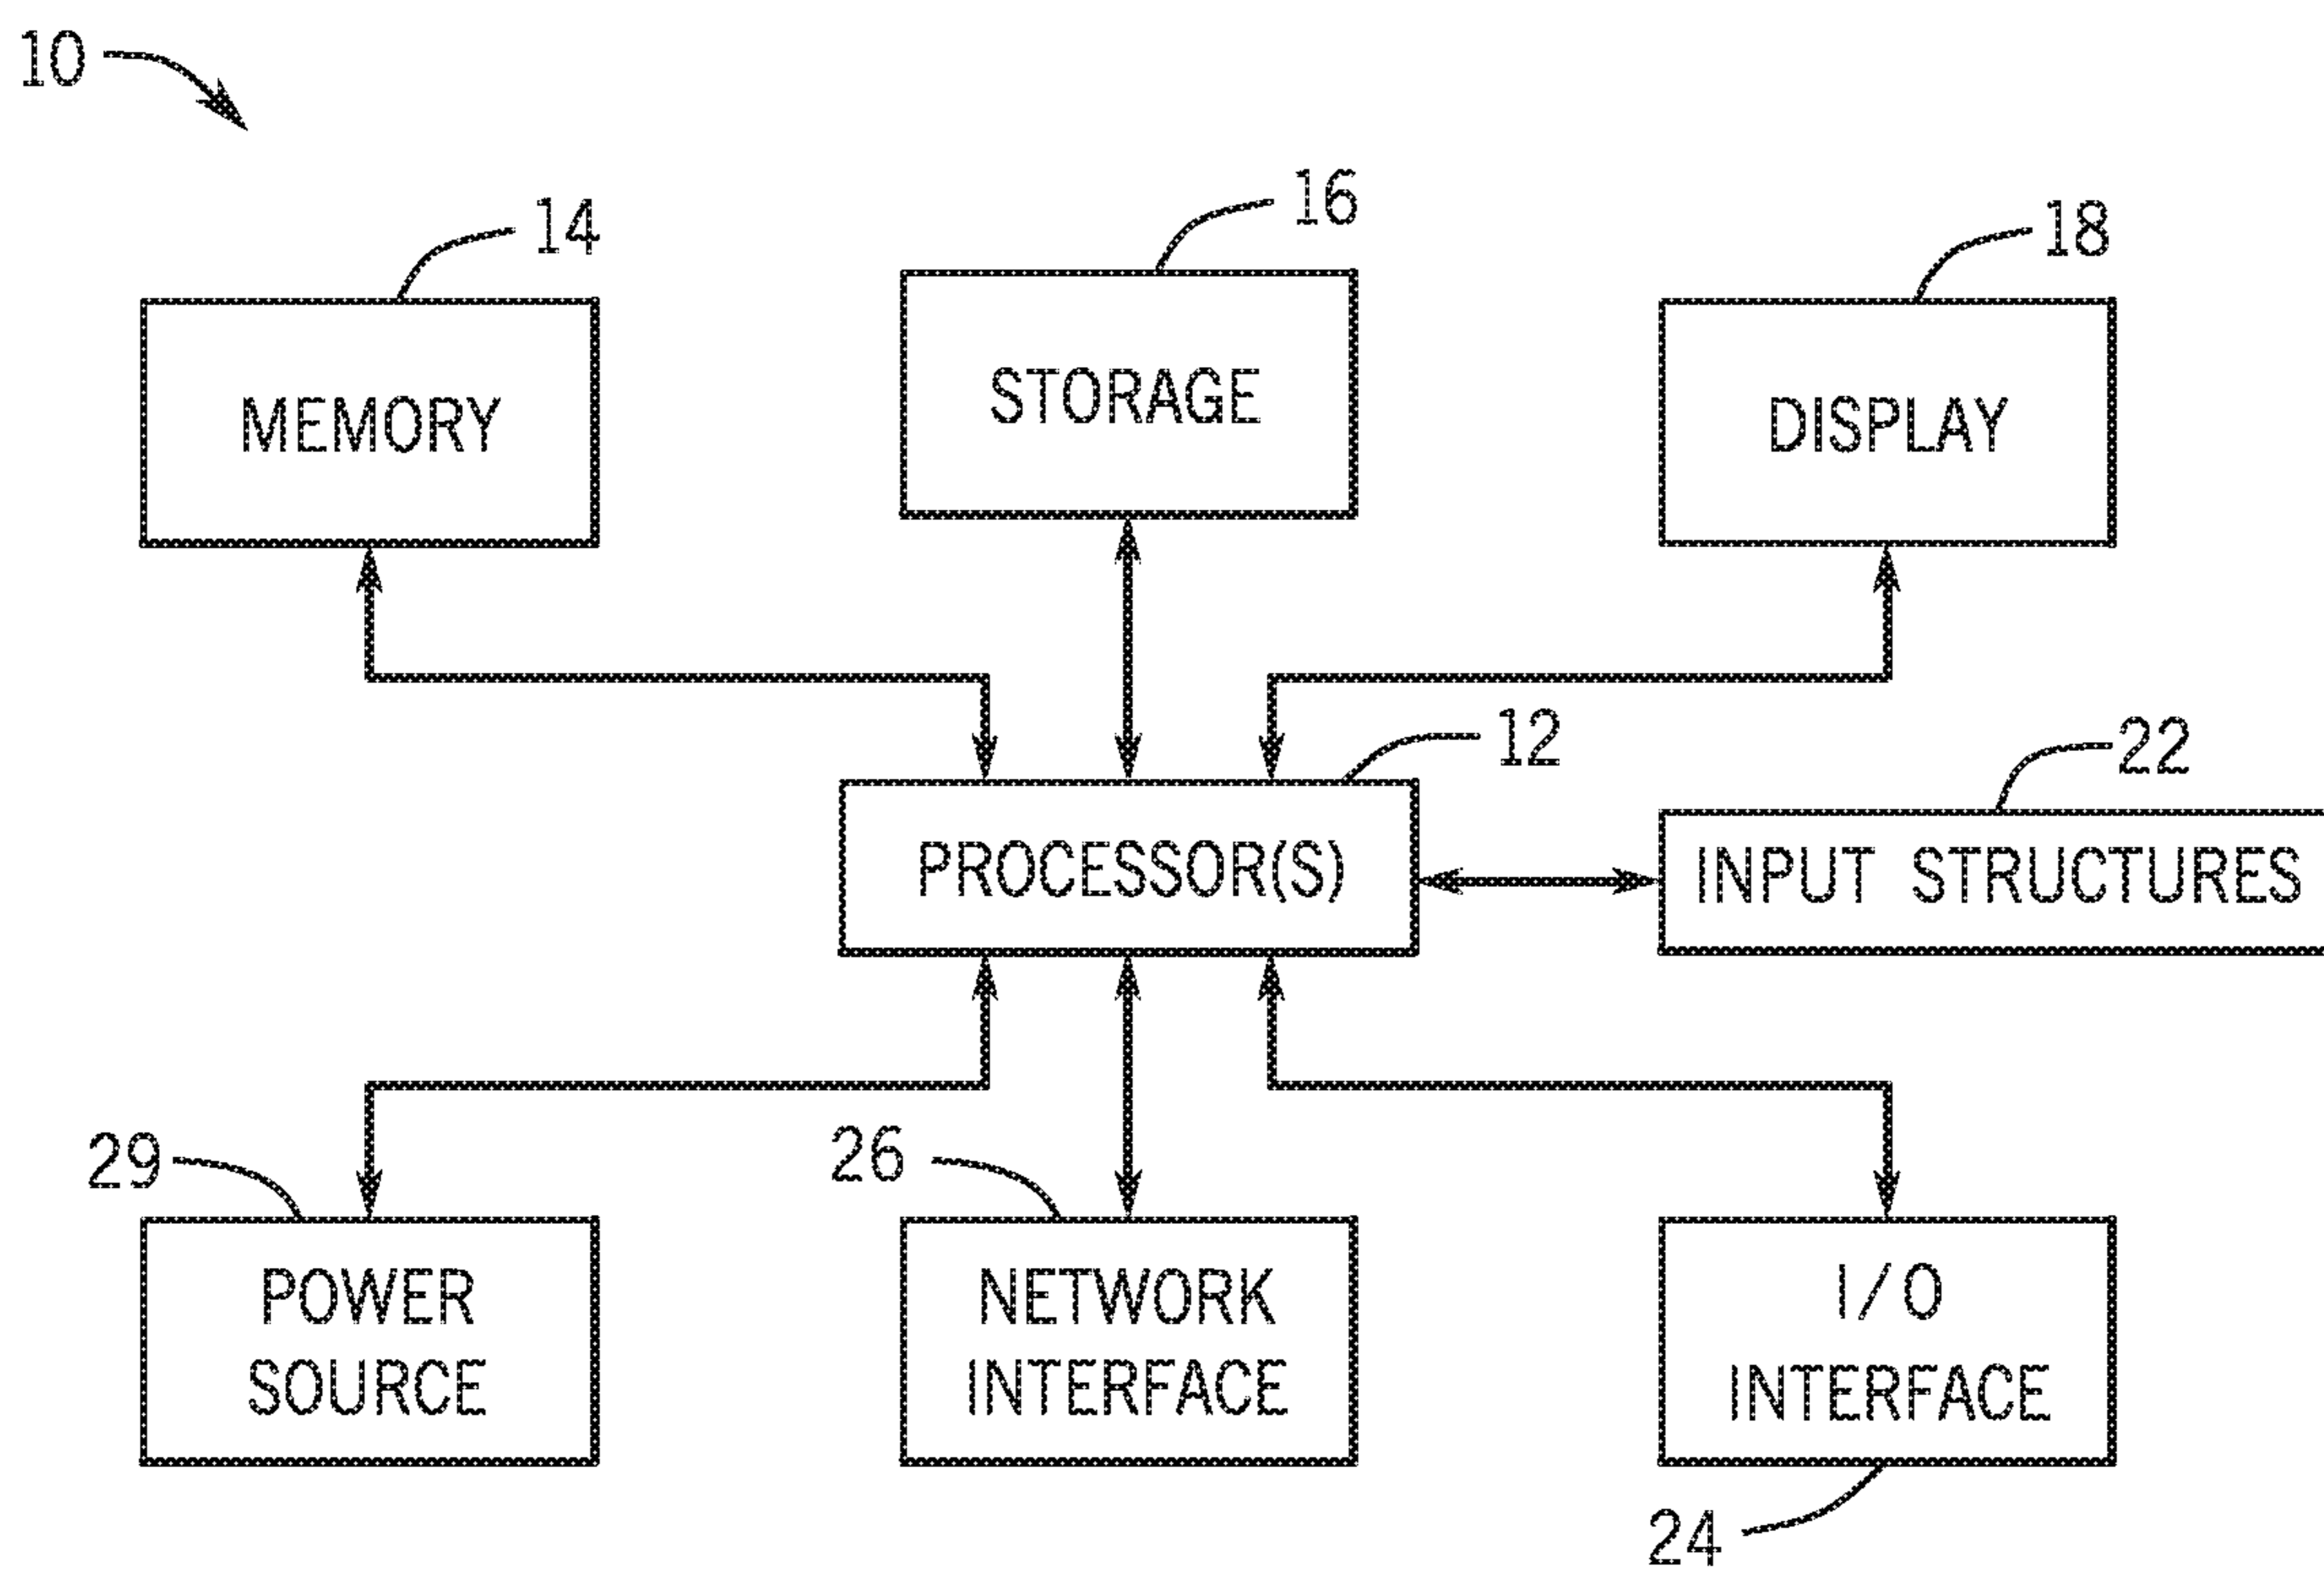 10
14
16
18
MEMORY
STORAGE
DISPLAY
12
22
PROCESSOR(S)
INPUT STRUCTURES
29
26
POWER
SOURCE
NETWORK
INTERFACE
I/O
INTERFACE
24